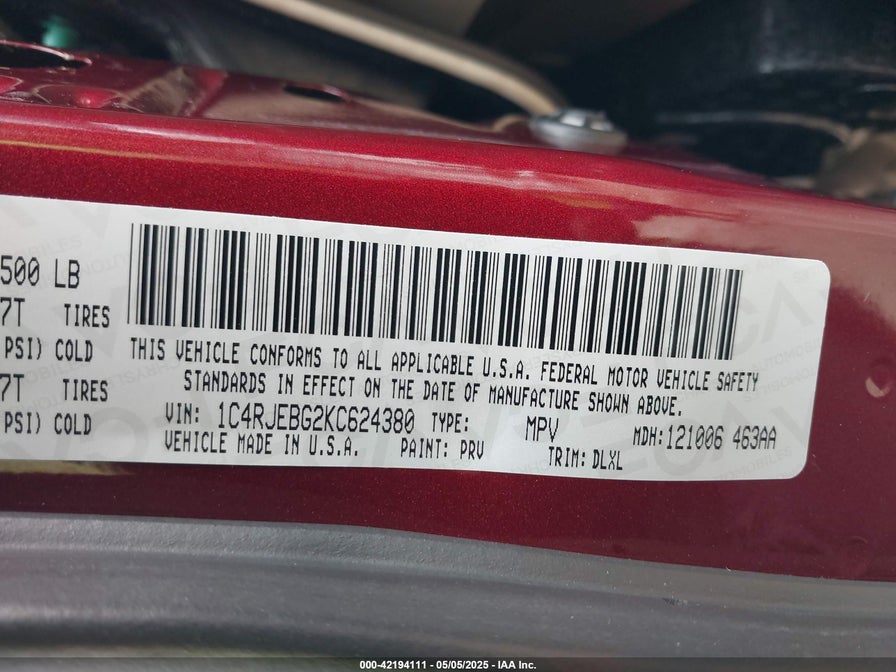 500 LB
7T TIRES
PSI) COLD
7T TIRES
PSI) COLD
THIS VEHICLE CONFORMS TO ALL APPLICABLE U.S.A. FEDERAL MOTOR VEHICLE SAFETY
STANDARDS IN EFFECT ON THE DATE OF MANUFACTURE SHOWN ABOVE.
VIN: 1C4RJEBG2KC624380 TYPE: MPV MDH:121006 463AA
VEHICLE MADE IN U.S.A. PAINT: PRV TRIM: DLXL
000-42194111 - 05/05/2025 - IAA Inc.